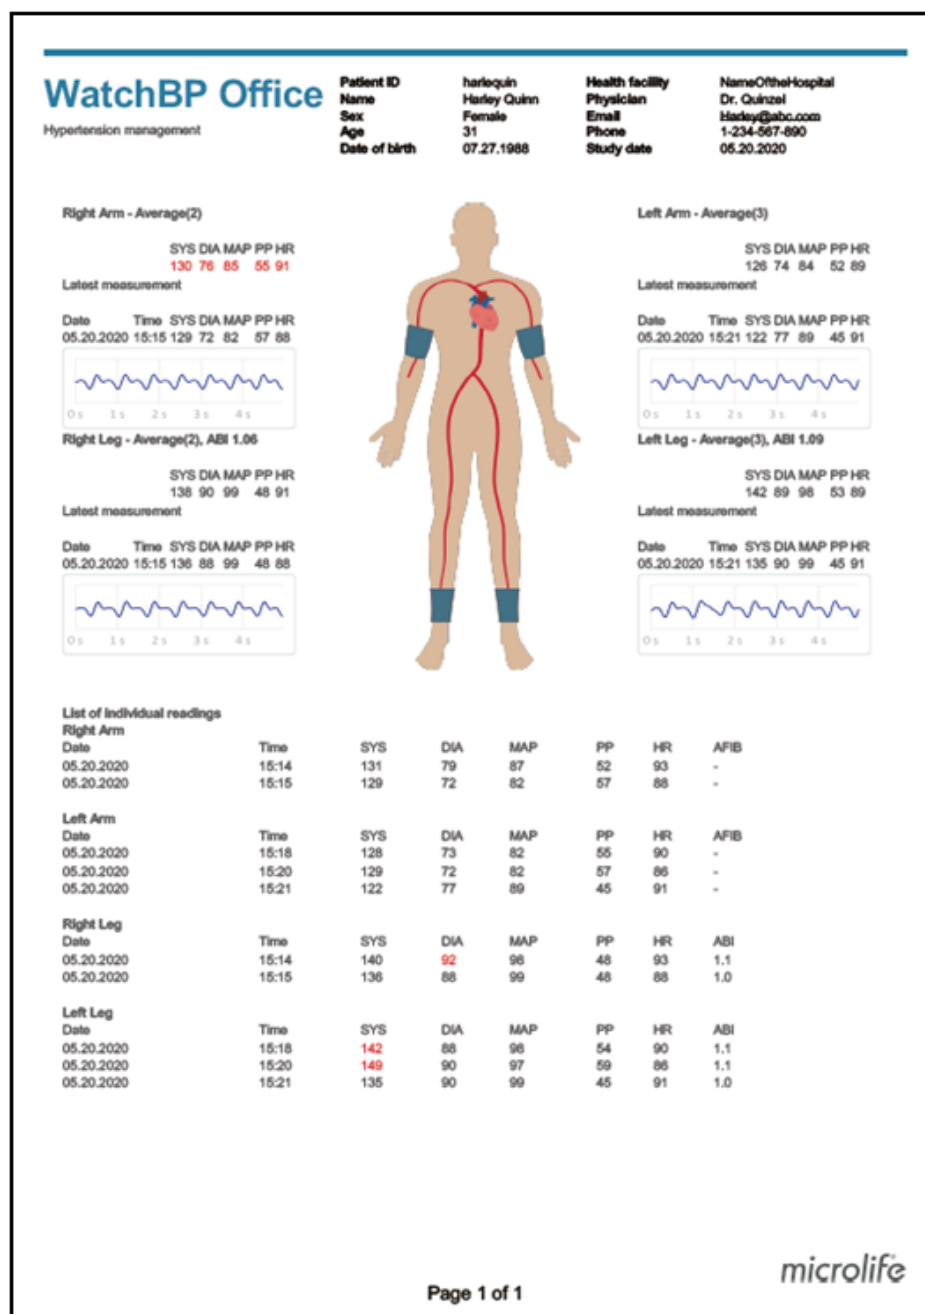 WatchBP Office
Hypertension management
Patient ID harlequin
Name Harley Quinn
Sex Female
Age 31
Date of birth 07.27.1988
Health facility NameOftheHospital
Physician Dr. Quinzel
Email Harley@abc.com
Phone 1-234-567-890
Study date 05.20.2020
Right Arm - Average(2)
SYS DIA MAP PP HR
130 76 85 55 91
Latest measurement
Date Time SYS DIA MAP PP HR
05.20.2020 15:15 129 72 82 57 88
0 s 1 s 2 s 3 s 4 s
Right Leg - Average(2), ABI 1.06
SYS DIA MAP PP HR
138 90 99 48 91
Latest measurement
Date Time SYS DIA MAP PP HR
05.20.2020 15:15 136 88 99 48 88
0 s 1 s 2 s 3 s 4 s
Left Arm - Average(3)
SYS DIA MAP PP HR
126 74 84 52 89
Latest measurement
Date Time SYS DIA MAP PP HR
05.20.2020 15:21 122 77 89 45 91
0 s 1 s 2 s 3 s 4 s
Left Leg - Average(3), ABI 1.09
SYS DIA MAP PP HR
142 89 98 53 89
Latest measurement
Date Time SYS DIA MAP PP HR
05.20.2020 15:21 135 90 99 45 91
0 s 1 s 2 s 3 s 4 s
List of individual readings
Right Arm
Date Time SYS DIA MAP PP HR AFIB
05.20.2020 15:14 131 79 87 52 93 -
05.20.2020 15:15 129 72 82 57 88 -
Left Arm
Date Time SYS DIA MAP PP HR AFIB
05.20.2020 15:18 128 73 82 55 90 -
05.20.2020 15:20 129 72 82 57 86 -
05.20.2020 15:21 122 77 89 45 91 -
Right Leg
Date Time SYS DIA MAP PP HR ABI
05.20.2020 15:14 140 92 98 48 93 1.1
05.20.2020 15:15 136 88 99 48 88 1.0
Left Leg
Date Time SYS DIA MAP PP HR ABI
05.20.2020 15:18 142 88 98 54 90 1.1
05.20.2020 15:20 149 90 97 59 86 1.1
05.20.2020 15:21 135 90 99 45 91 1.0
microlife
Page 1 of 1